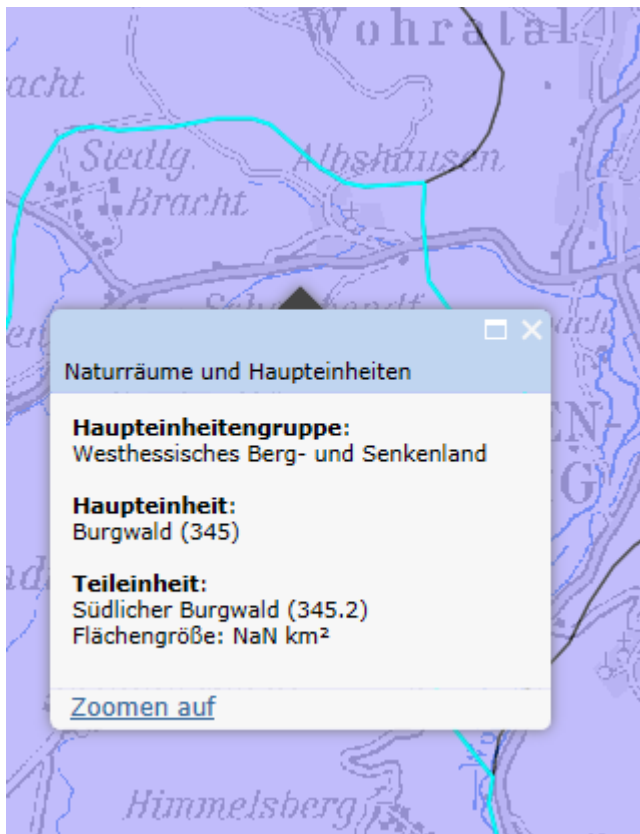 Wohratal
acht
Siedlg.
Albshausen
Bracht
Naturräume und Haupteinheiten
Haupteinheitengruppe:
Westhessisches Berg- und Senkenland
Haupteinheit:
Burgwald (345)
Teileinheit:
Südlicher Burgwald (345.2)
Flächengröße: NaN km²
Zoomen auf
Himmelsberg